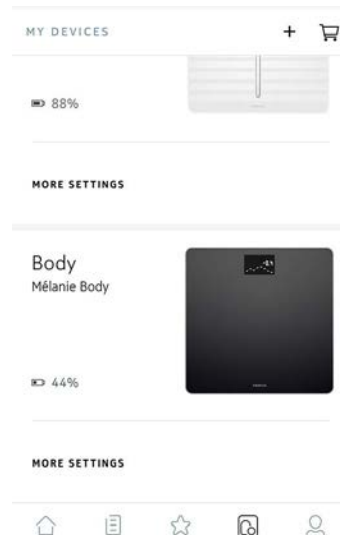 MY DEVICES +
88%
MORE SETTINGS
Body
Mélanie Body
44%
MORE SETTINGS